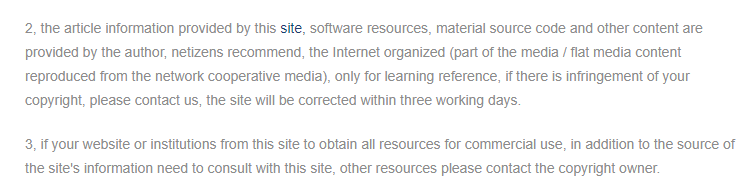 2, the article information provided by this site, software resources, material source code and other content are
provided by the author, netizens recommend, the Internet organized (part of the media / flat media content
reproduced from the network cooperative media), only for learning reference, if there is infringement of your
copyright, please contact us, the site will be corrected within three working days.
3, if your website or institutions from this site to obtain all resources for commercial use, in addition to the source of
the site's information need to consult with this site, other resources please contact the copyright owner.